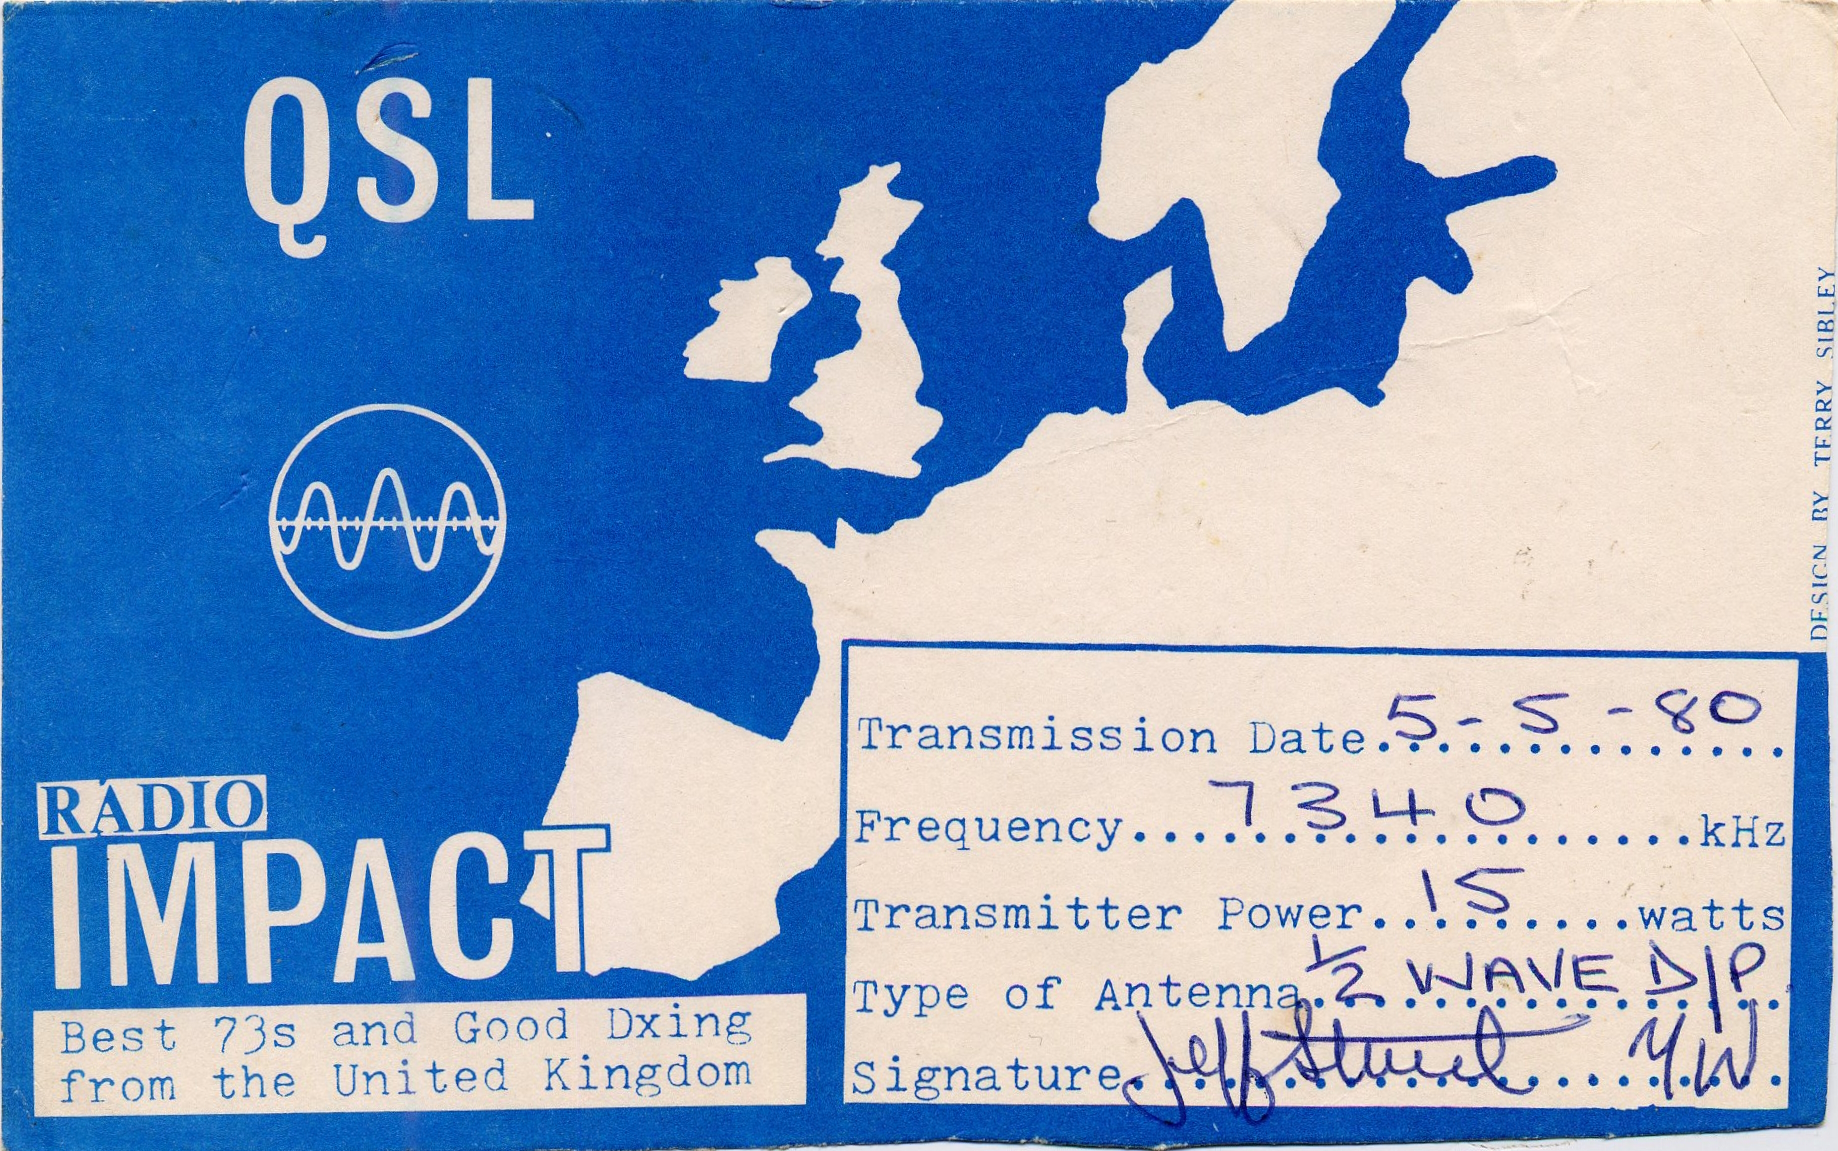 QSL
RADIO
IMPACT
Best 73s and Good Dxing
from the United Kingdom
Transmission Date 5-5-80
Frequency 7340 kHz
Transmitter Power 15 watts
Type of Antenna 1/2 WAVE DIP
Signature Jeff
DESIGN BY TERRY SIBLEY